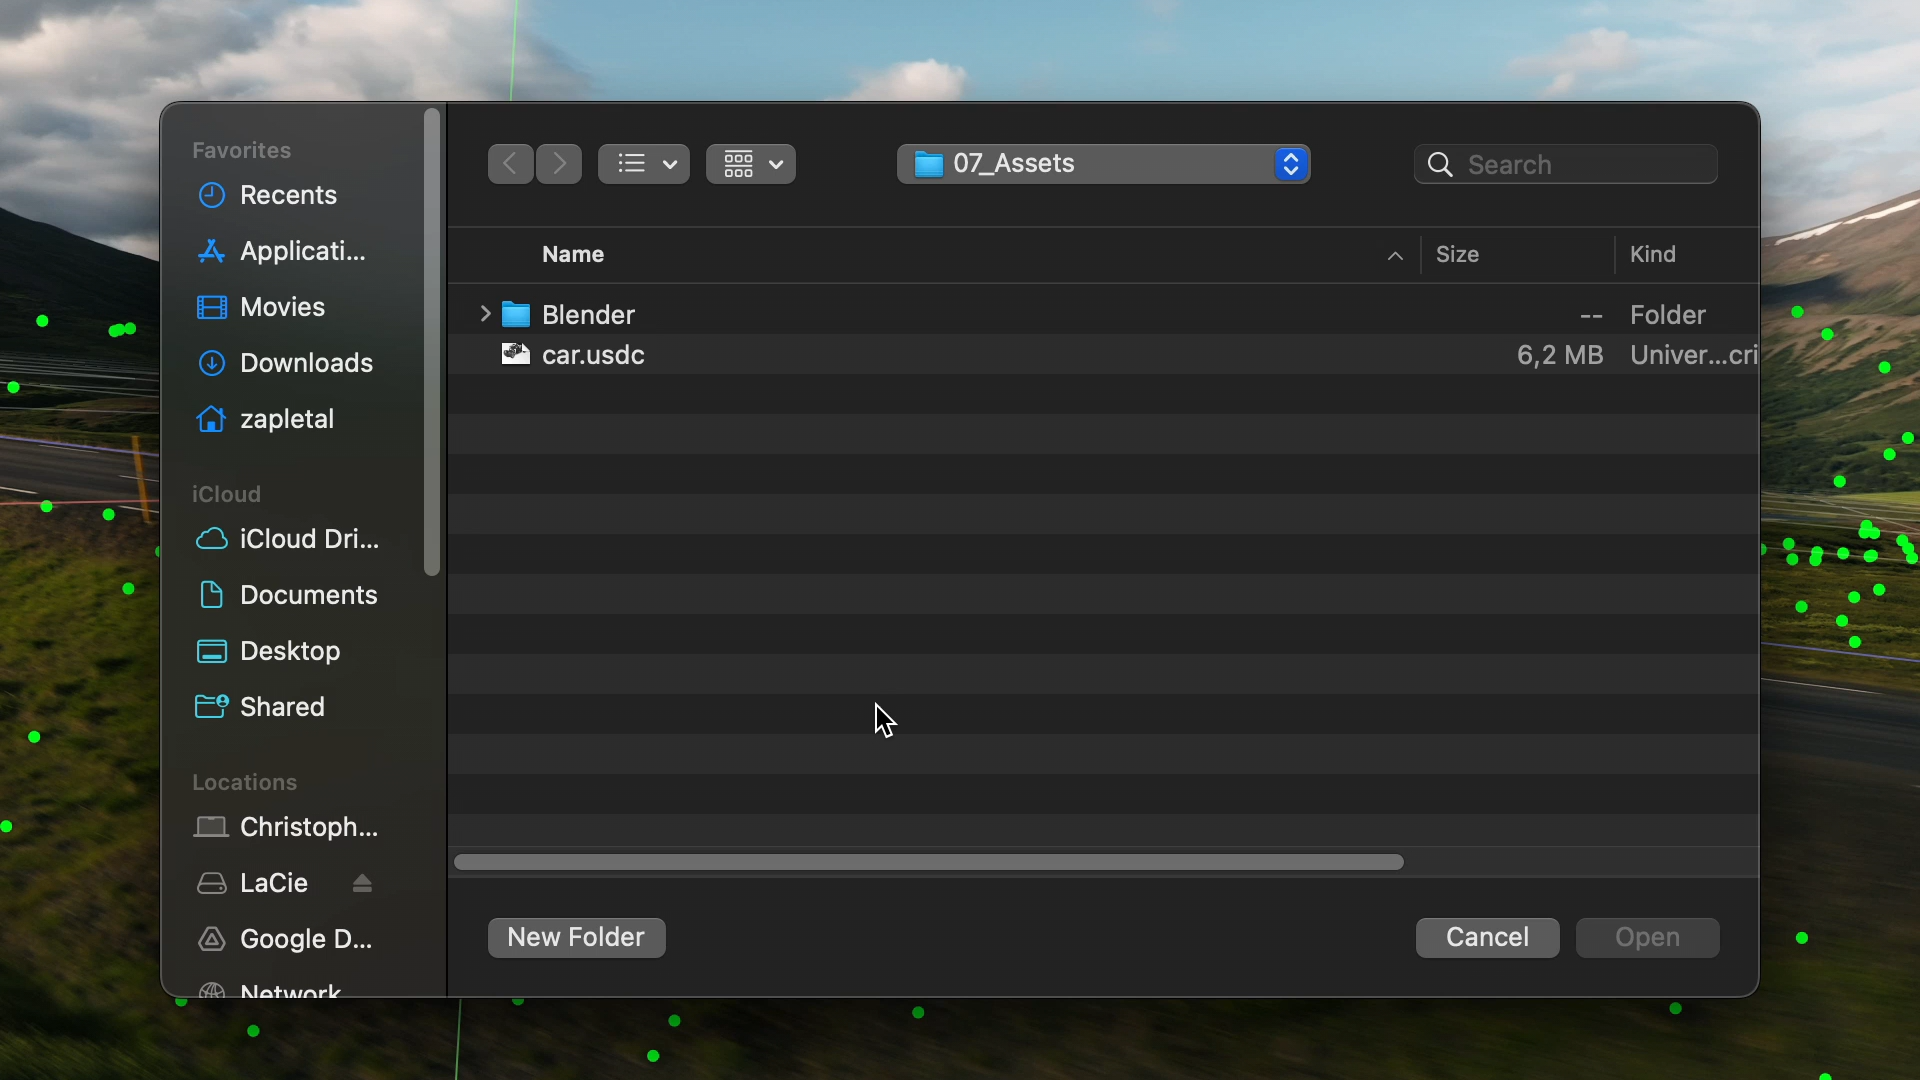 Favorites
Recents
Applicati...
Movies
Downloads
zapletal
iCloud
iCloud Dri...
Documents
Desktop
Shared
Locations
Christoph...
LaCie
Google D...
Network
07_Assets
Search
Name Size Kind
Blender -- Folder
car.usdc 6,2 MB Univer...cri
New Folder Cancel Open